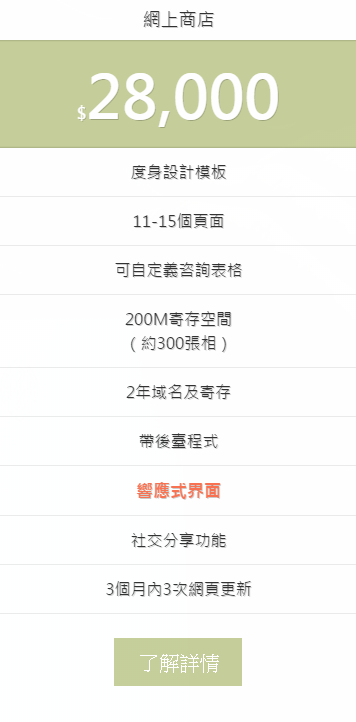 網上商店
$28,000
度身設計模板
11-15個頁面
可自定義咨詢表格
200M寄存空間
（約300張相）
2年域名及寄存
帶後臺程式
響應式界面
社交分享功能
3個月內3次網頁更新
了解詳情